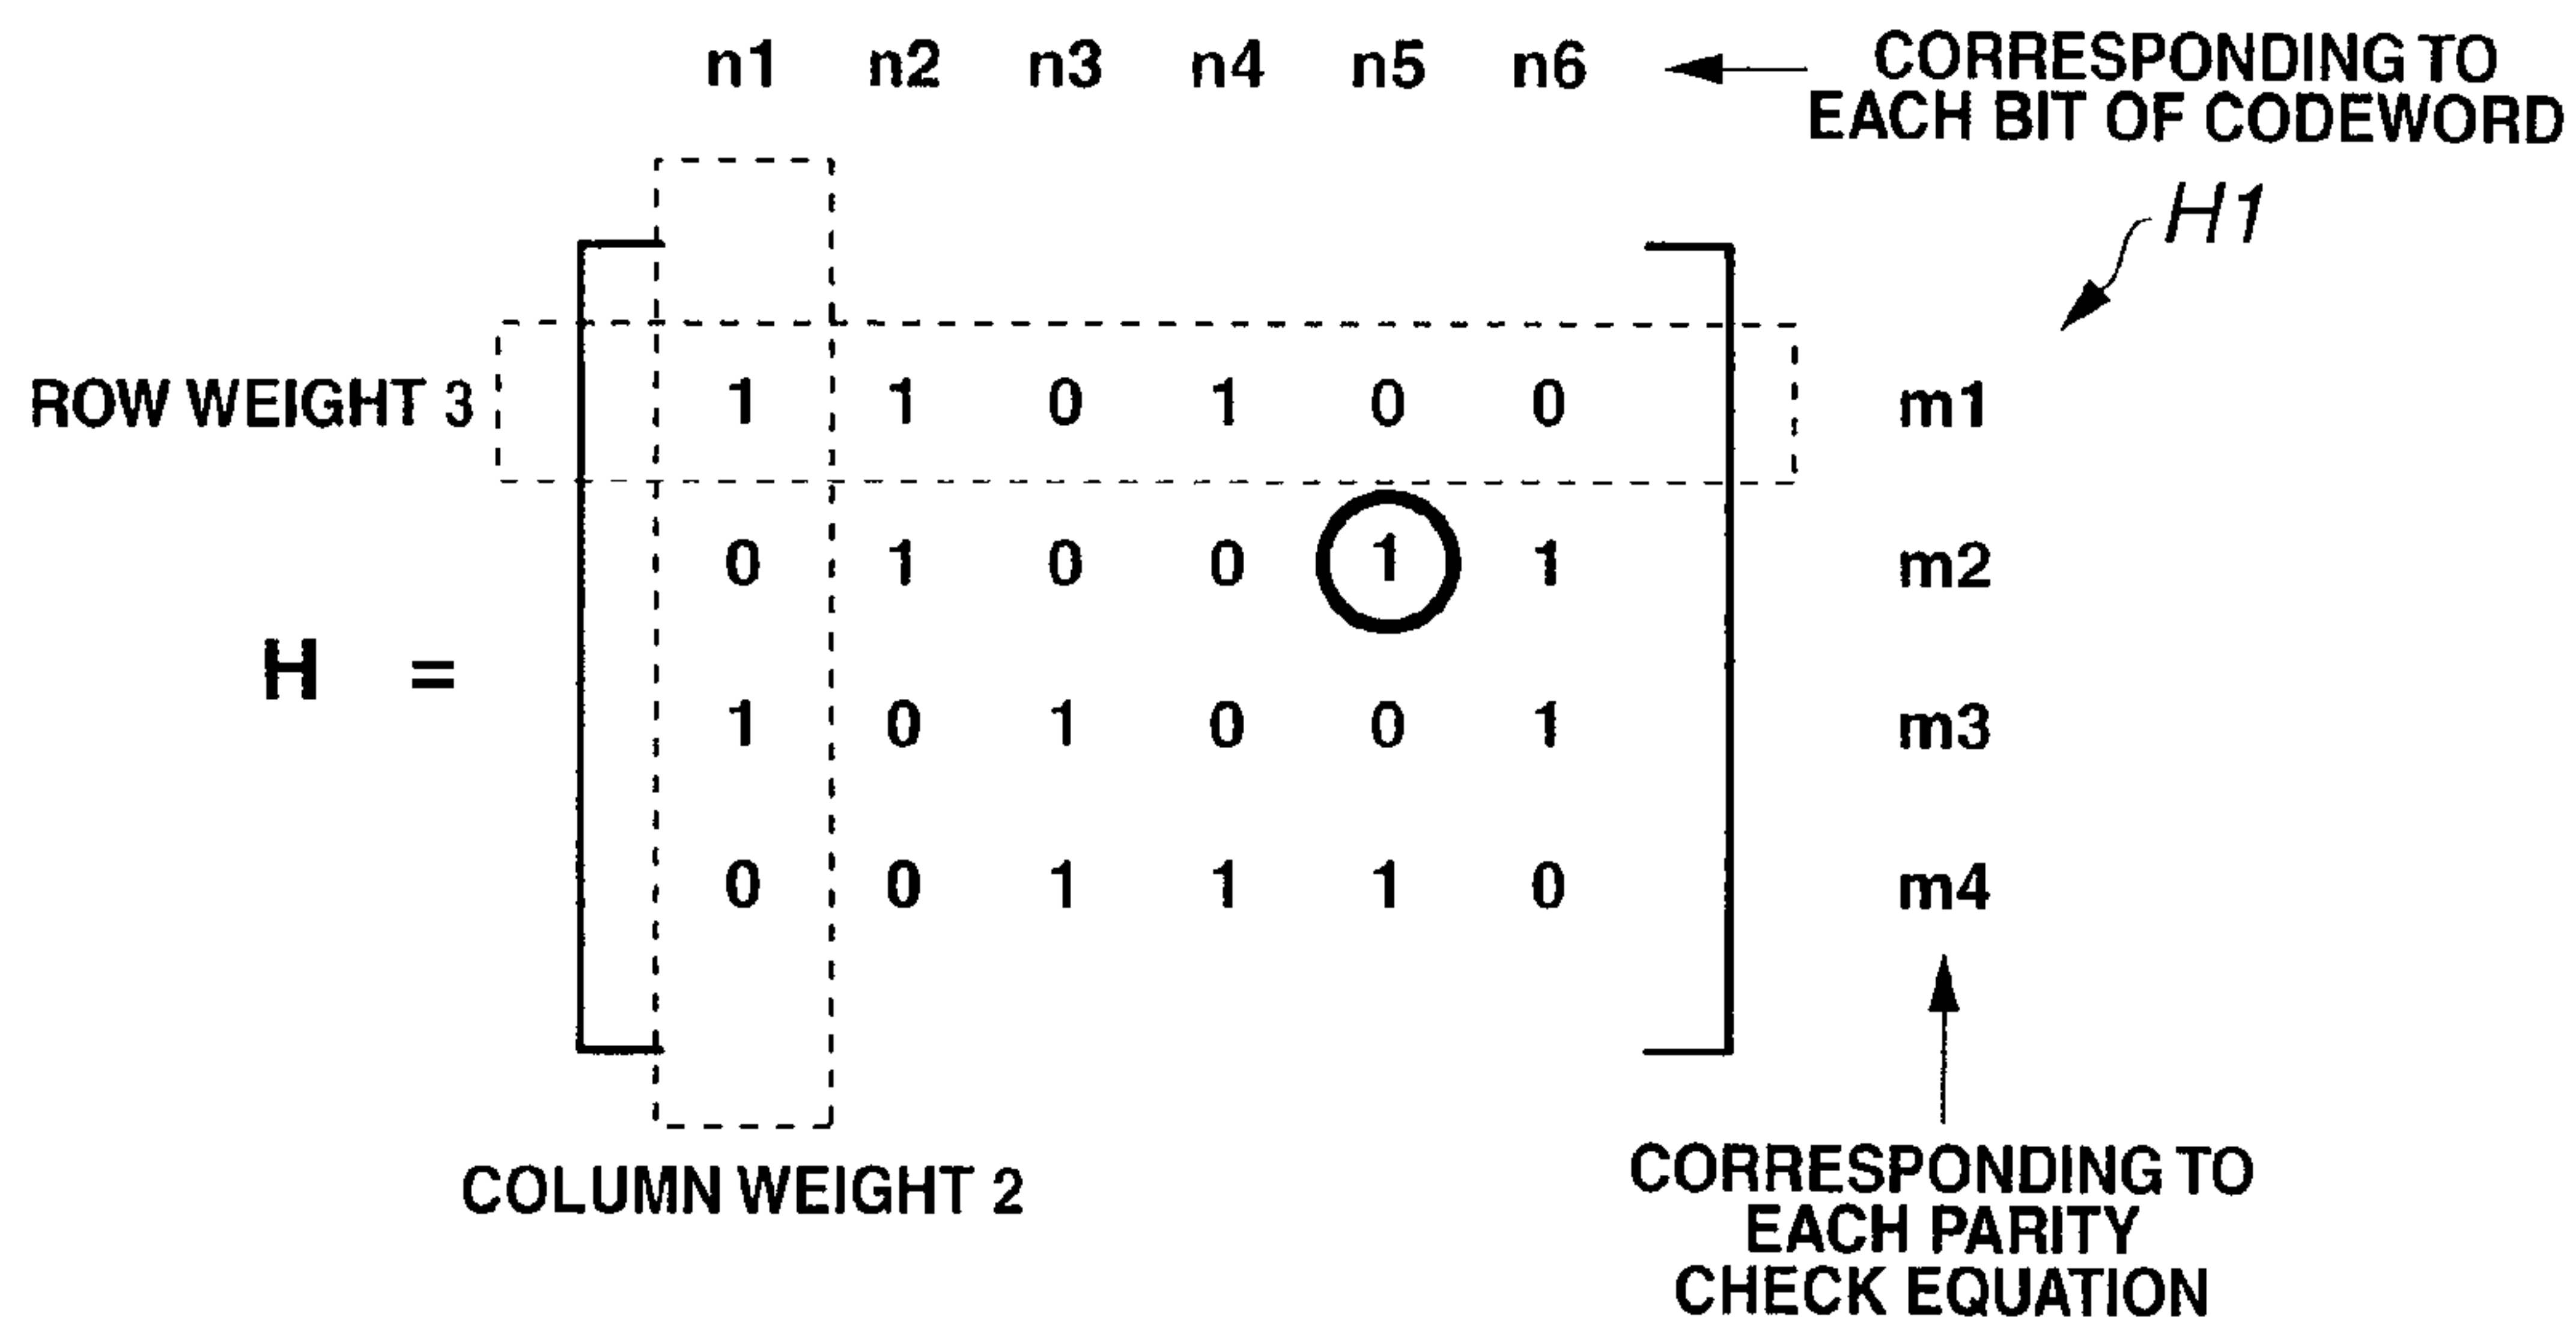 n1 n2 n3 n4 n5 n6
CORRESPONDING TO
EACH BIT OF CODEWORD
H1
ROW WEIGHT 3
1 1 0 1 0 0 m1
0 1 0 0 1 1 m2
H =
1 0 1 0 0 1 m3
0 0 1 1 1 0 m4
COLUMN WEIGHT 2
CORRESPONDING TO
EACH PARITY
CHECK EQUATION